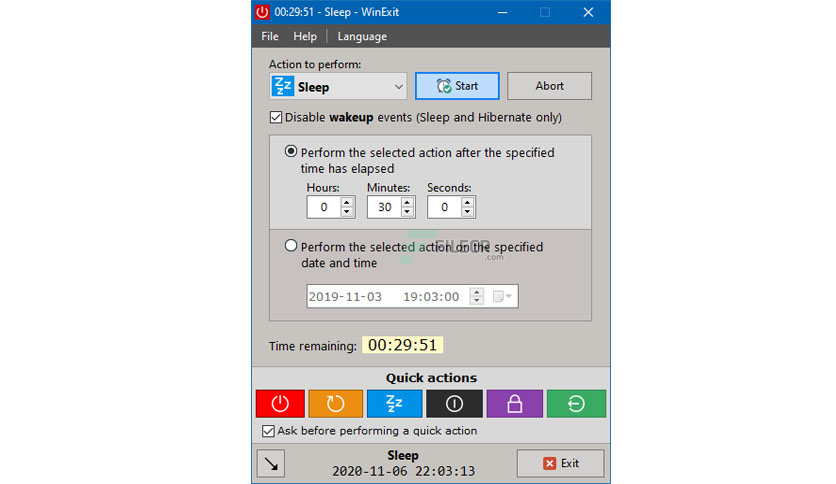 00:29:51 - Sleep - WinExit
File Help Language
Action to perform:
Sleep
Start
Abort
Disable wakeup events (Sleep and Hibernate only)
Perform the selected action after the specified
time has elapsed
Hours: Minutes: Seconds:
0 30 0
FILECR
.com
Perform the selected action on the specified
date and time
2019-11-03 19:03:00
Time remaining: 00:29:51
Quick actions
Ask before performing a quick action
Sleep
2020-11-06 22:03:13
Exit